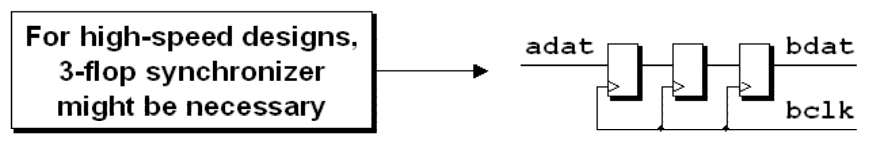 For high-speed designs,
3-flop synchronizer
might be necessary
adat
bdat
bclk